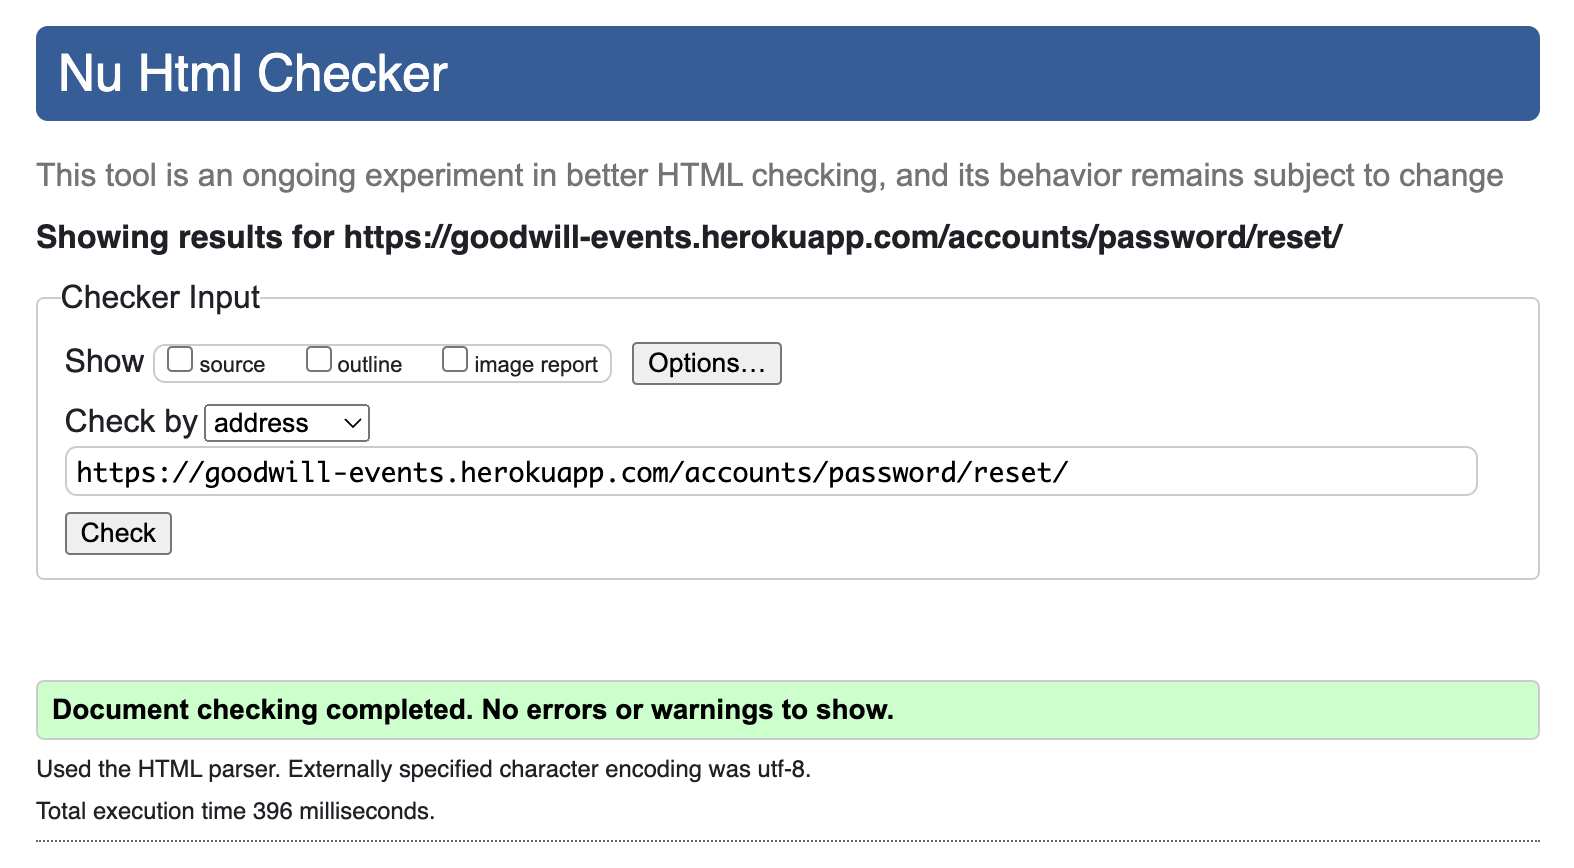 Nu Html Checker
This tool is an ongoing experiment in better HTML checking, and its behavior remains subject to change
Showing results for https://goodwill-events.herokuapp.com/accounts/password/reset/
Checker Input
Show source outline image report Options…
Check by address
https://goodwill-events.herokuapp.com/accounts/password/reset/
Check
Document checking completed. No errors or warnings to show.
Used the HTML parser. Externally specified character encoding was utf-8.
Total execution time 396 milliseconds.